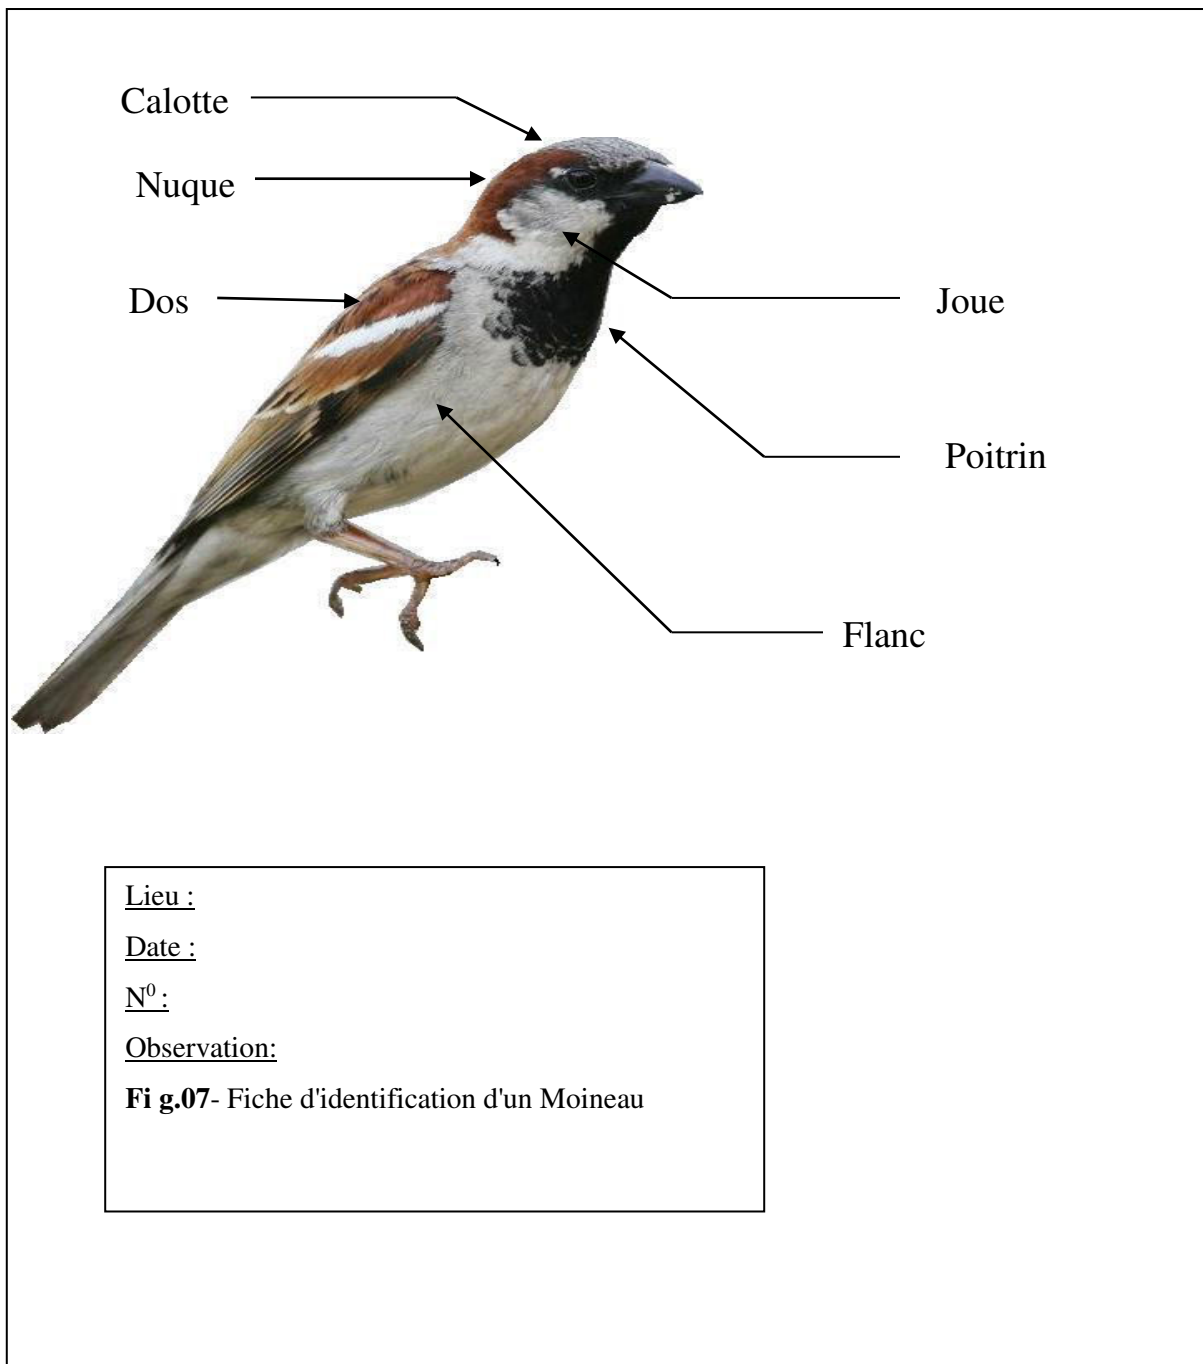 Calotte
Nuque
Dos
Joue
Poitrin
Flanc
Lieu :
Date :
N⁰ :
Observation:
Fi g.07- Fiche d'identification d'un Moineau